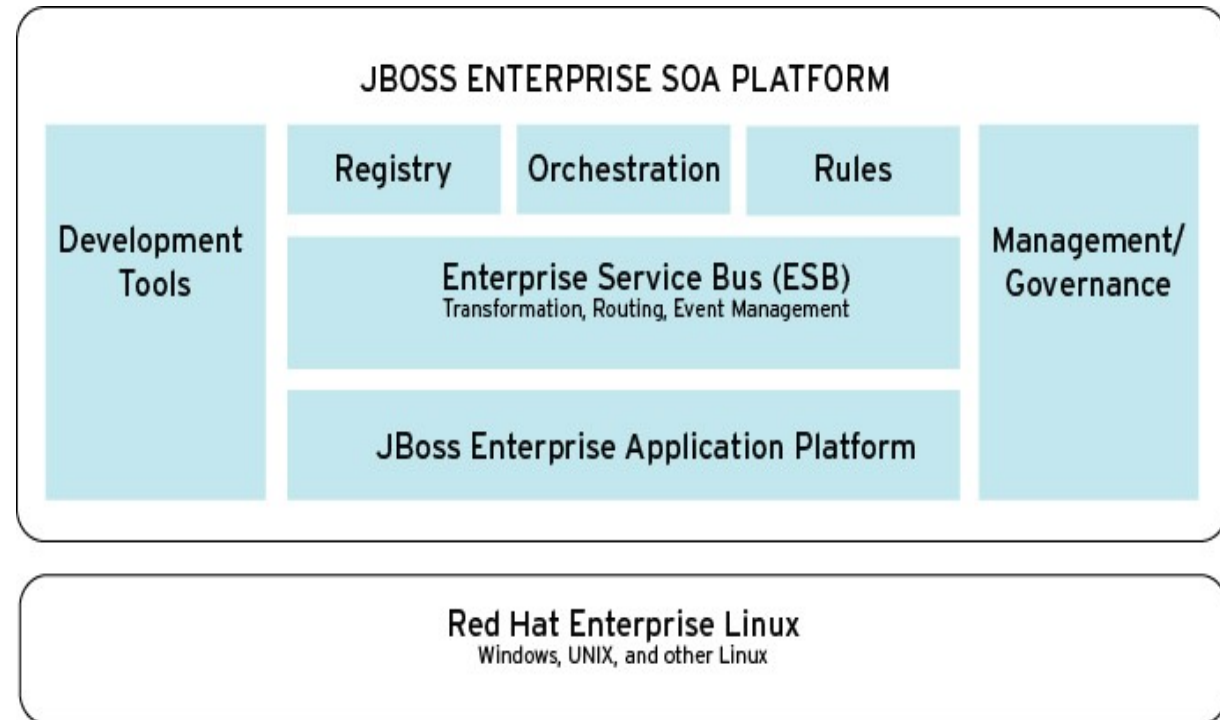 JBOSS ENTERPRISE SOA PLATFORM
Development
Tools
Registry
Orchestration
Rules
Enterprise Service Bus (ESB)
Transformation, Routing, Event Management
JBoss Enterprise Application Platform
Management/
Governance
Red Hat Enterprise Linux
Windows, UNIX, and other Linux